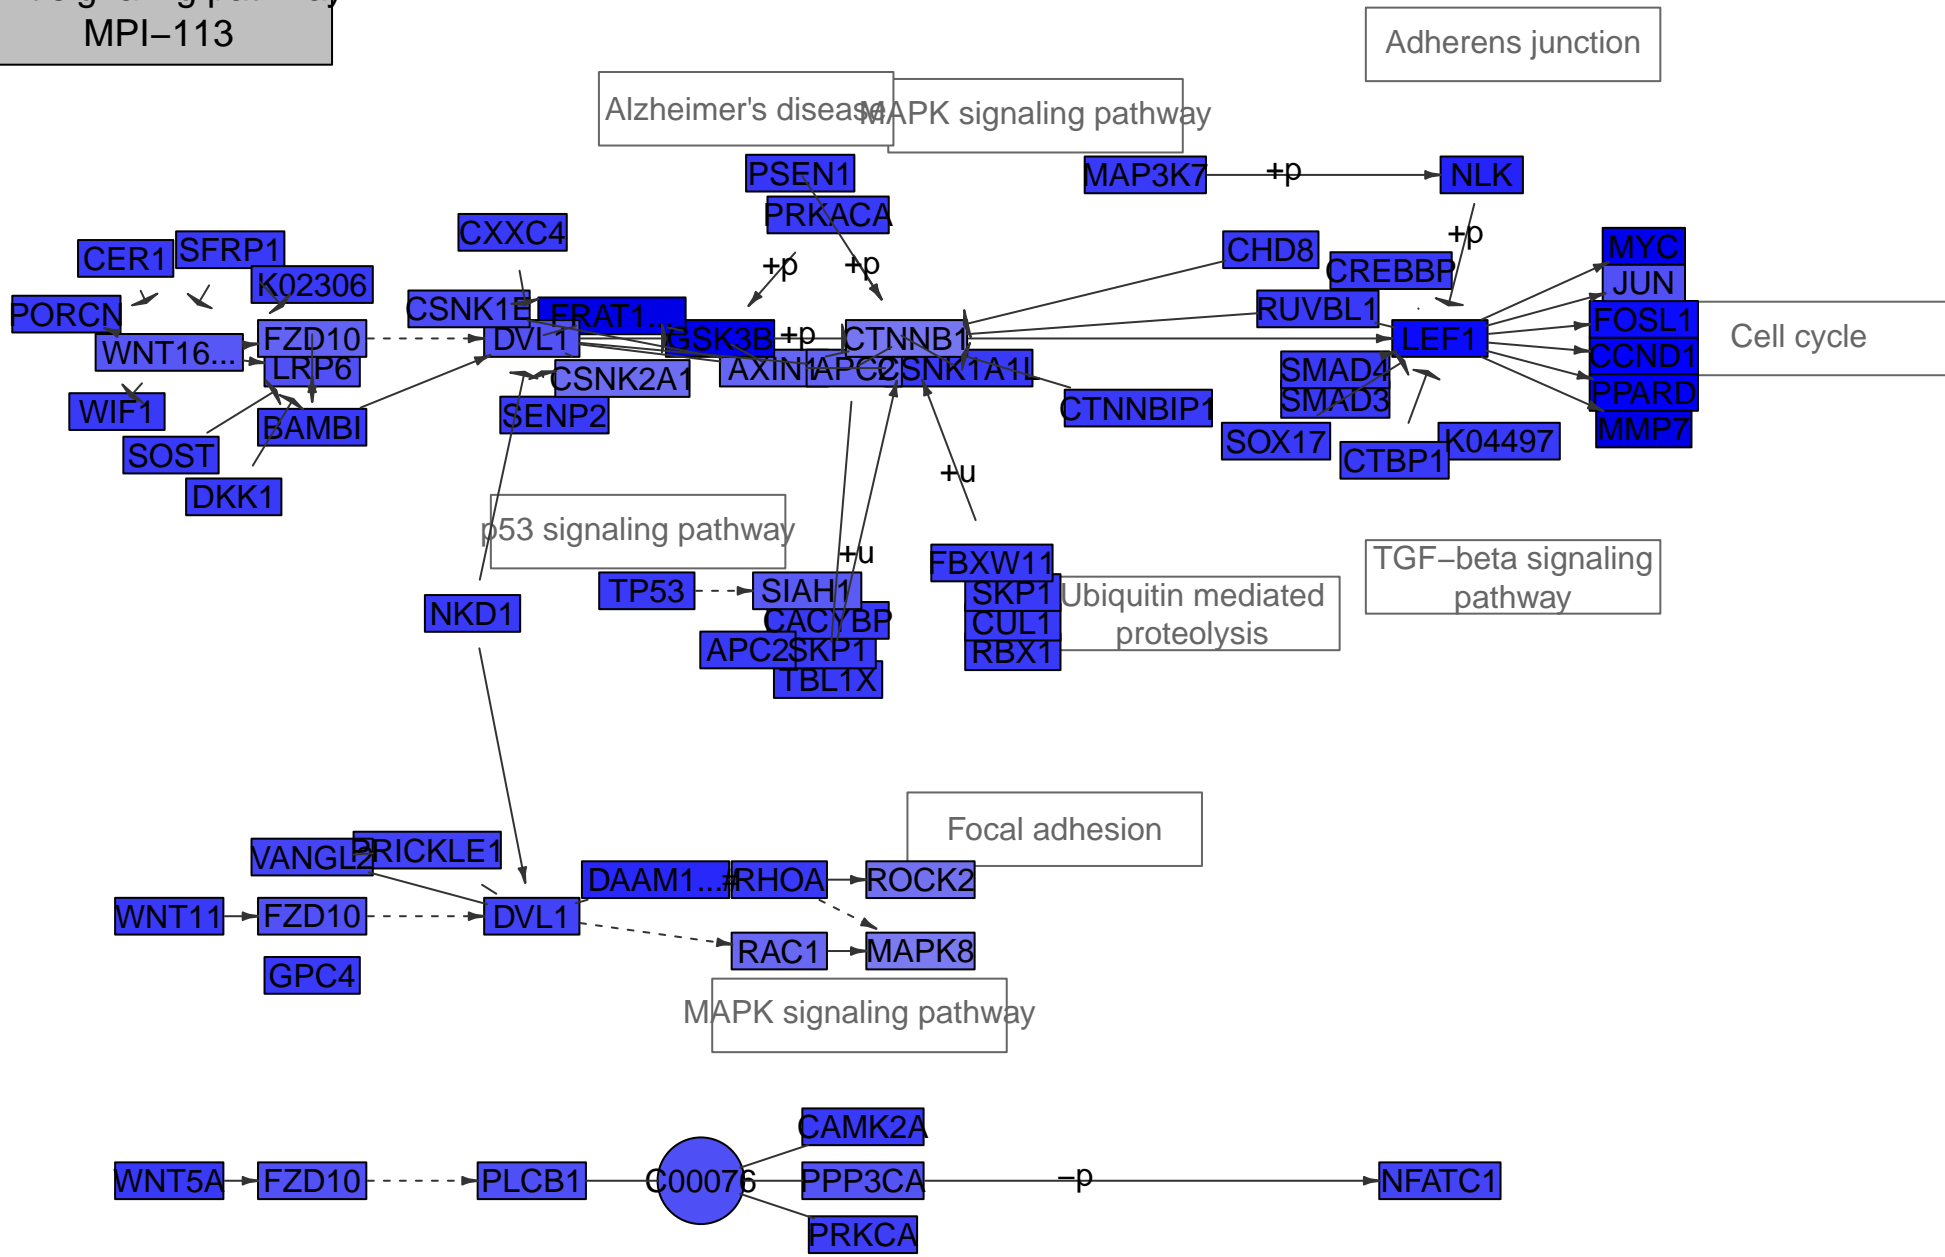 signaling pathway
MPI−113
Adherens junction
Alzheimer's disease
MAPK signaling pathway
PSEN1
MAP3K7
+p
NLK
PRKACA
CXXC4
CER1
SFRP1
K02306
+p
+p
CHD8
CREBBP
+p
MYC
JUN
PORCN
CSNK1E
FRAT1...
RUVBL1
FOSL1
WNT16...
FZD10
DVL1
GSK3B
+p
CTNNB1
LEF1
Cell cycle
LRP6
CSNK2A1
AXIN1
APC2
CSNK1A1L
SMAD4
CCND1
WIF1
SENP2
CTNNBIP1
SMAD3
PPARD
BAMBI
MMP7
SOST
SOX17
CTBP1
K04497
DKK1
+u
p53 signaling pathway
+u
FBXW11
TGF−beta signaling
pathway
TP53
SIAH1
SKP1
Ubiquitin mediated
proteolysis
NKD1
CACYBP
CUL1
APC2
SKP1
RBX1
TBL1X
Focal adhesion
VANGL2
PRICKLE1
DAAM1...#
RHOA
ROCK2
WNT11
FZD10
DVL1
RAC1
MAPK8
GPC4
MAPK signaling pathway
CAMK2A
WNT5A
FZD10
PLCB1
C00076
PPP3CA
−p
NFATC1
PRKCA